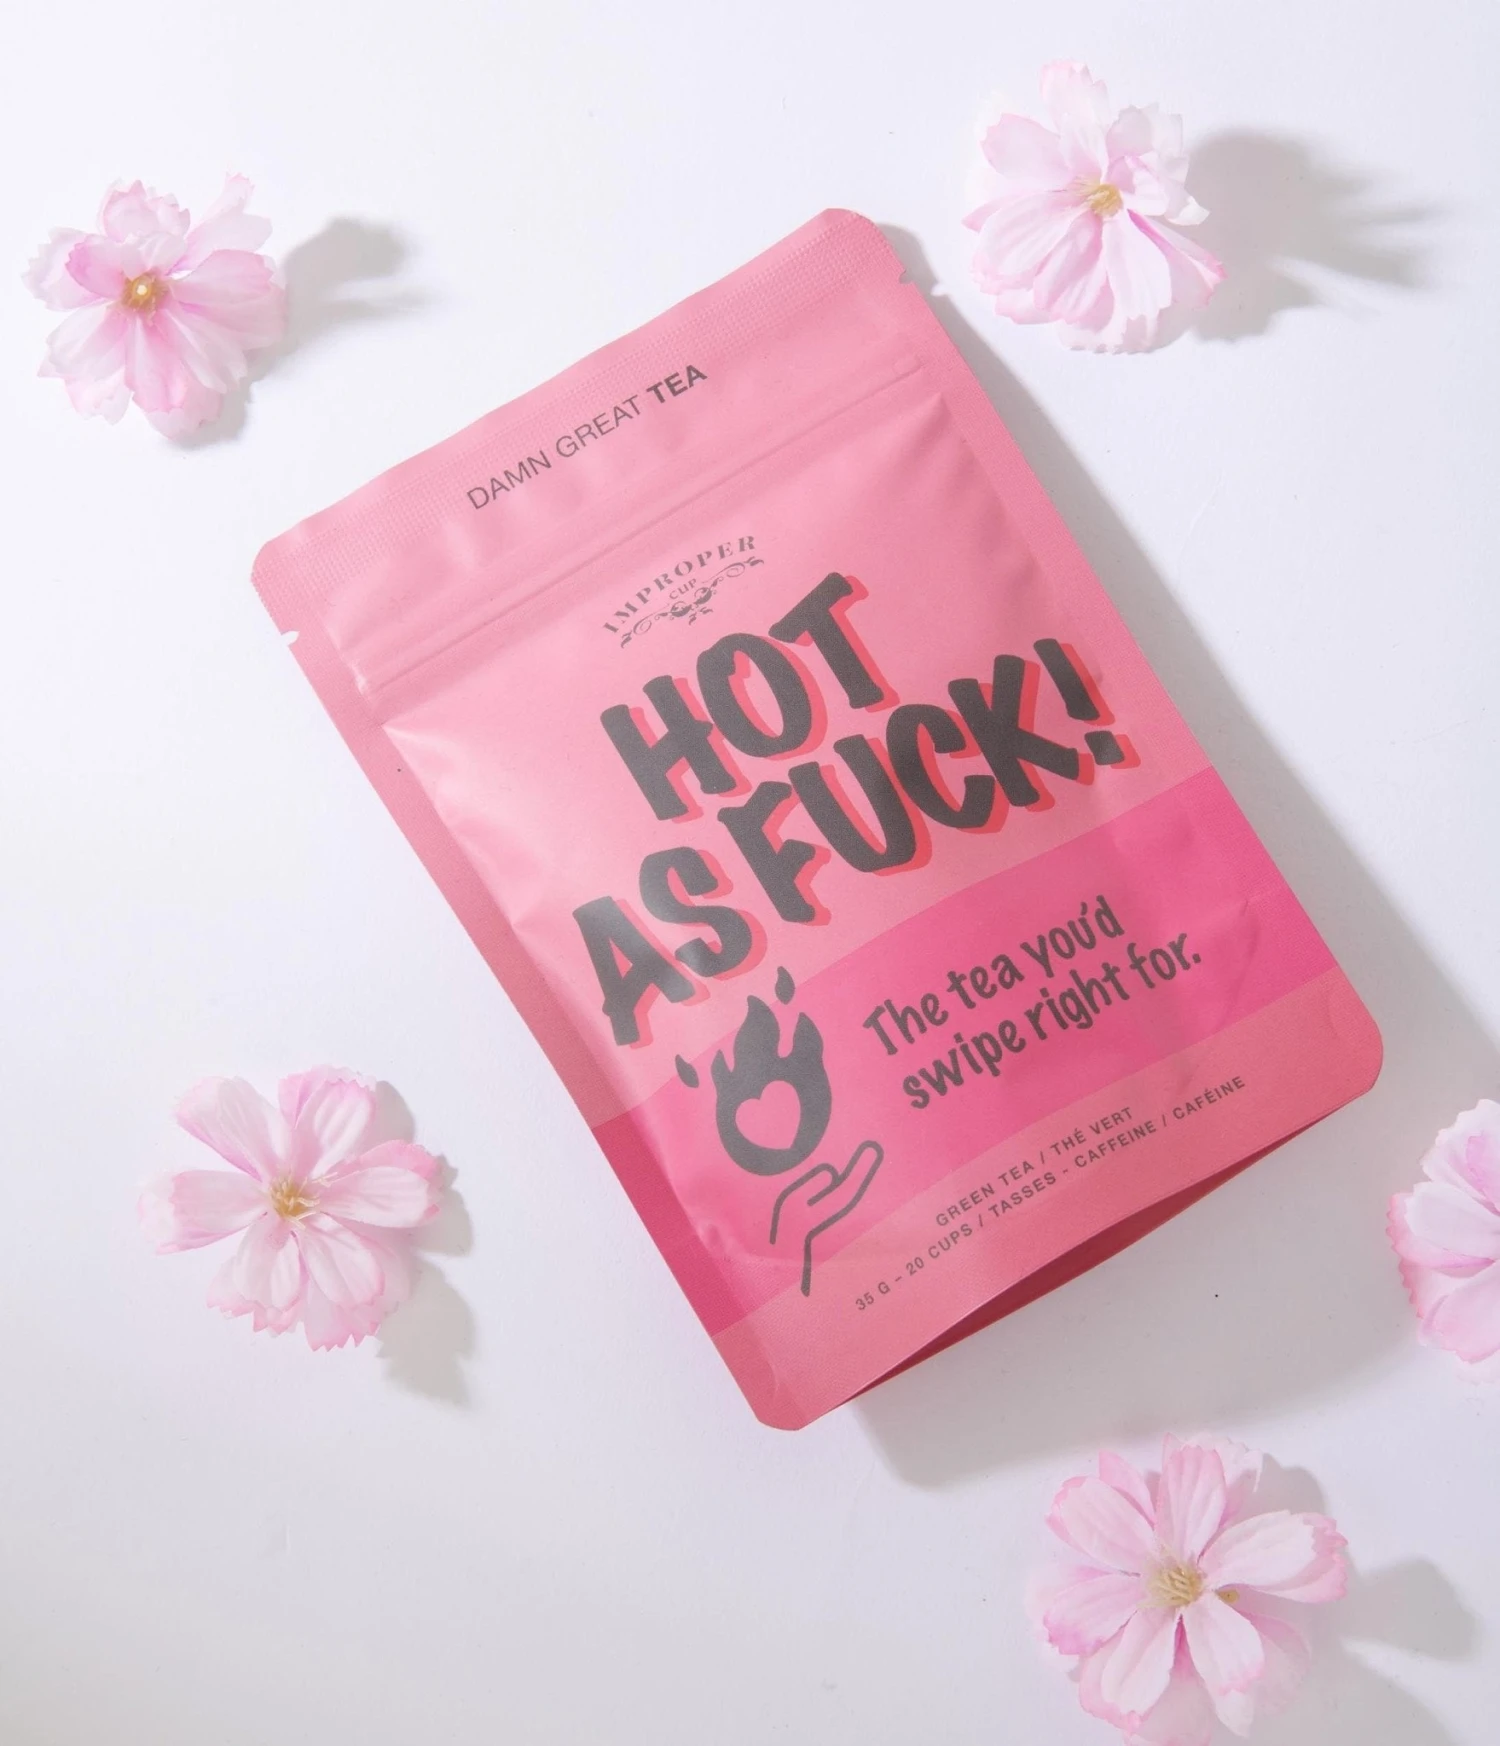 DAMN GREAT TEA
IMPROPER
CUP
HOT
AS FUCK!
The tea you'd
swipe right for.
GREEN TEA / THÉ VERT
35 G – 20 CUPS / TASSES - CAFFEINE / CAFÉINE